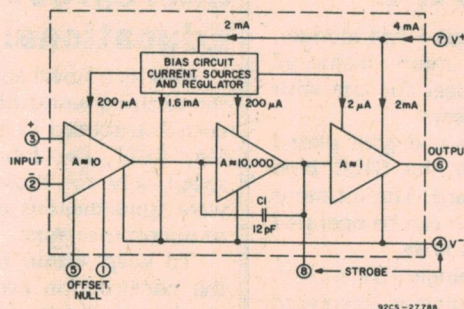 2 mA
4 mA
⑦ V+
BIAS CIRCUIT
CURRENT SOURCES
AND REGULATOR
200 μA
1.6 mA
200 μA
2 μA
2mA
+
③
INPUT
-
②
A≈10
A≈10,000
A≈1
OUTPUT
⑥
C1
12 pF
④ V-
⑤
①
⑧
STROBE
OFFSET
NULL
92CS-27788